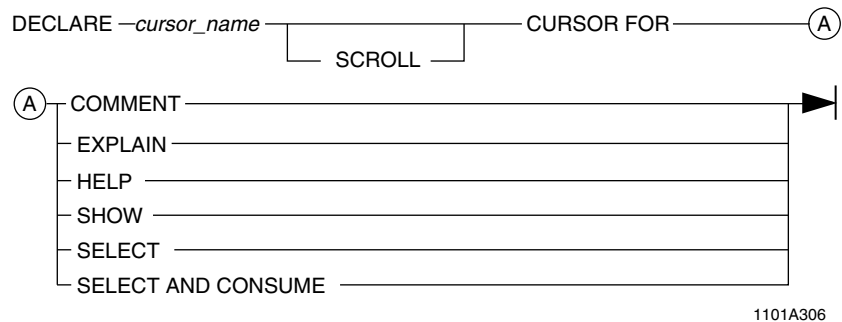 DECLARE cursor_name CURSOR FOR A
SCROLL
A COMMENT
EXPLAIN
HELP
SHOW
SELECT
SELECT AND CONSUME
1101A306